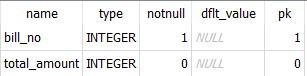 name type notnull dflt_value pk
bill_no INTEGER 1 NULL 1
total_amount INTEGER 0 NULL 0